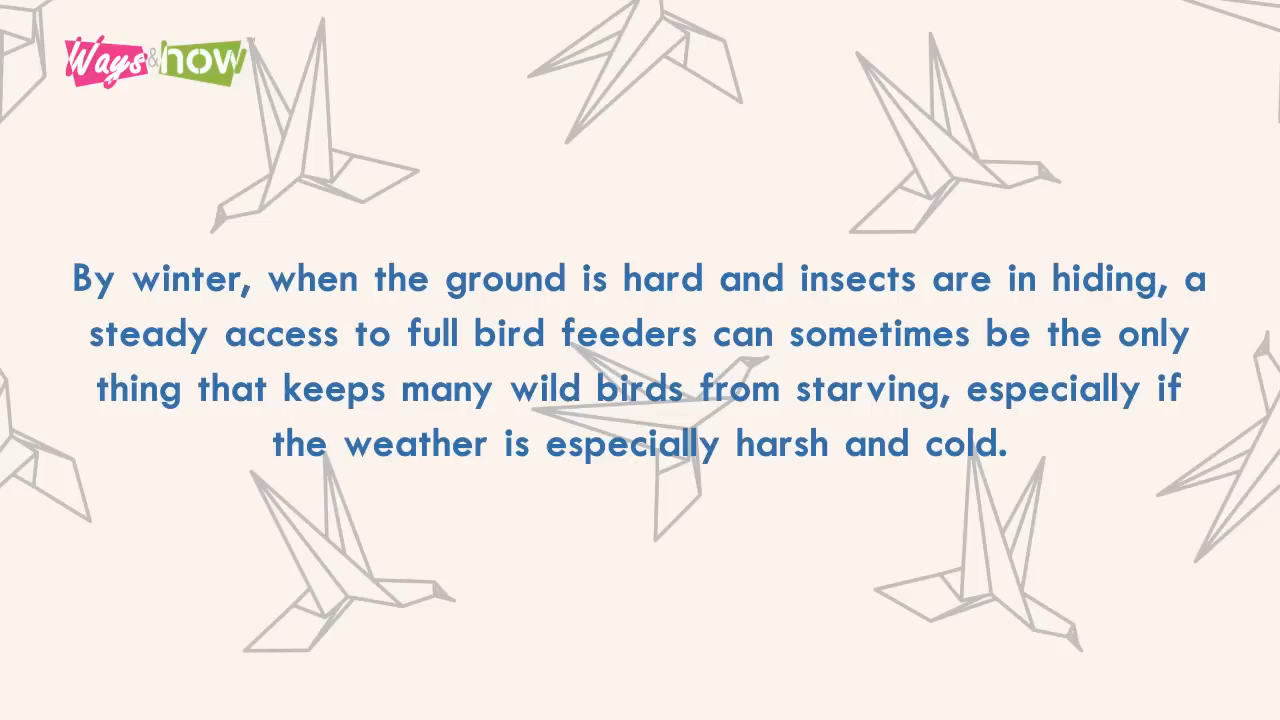 Ways&how
By winter, when the ground is hard and insects are in hiding, a
steady access to full bird feeders can sometimes be the only
thing that keeps many wild birds from starving, especially if
the weather is especially harsh and cold.